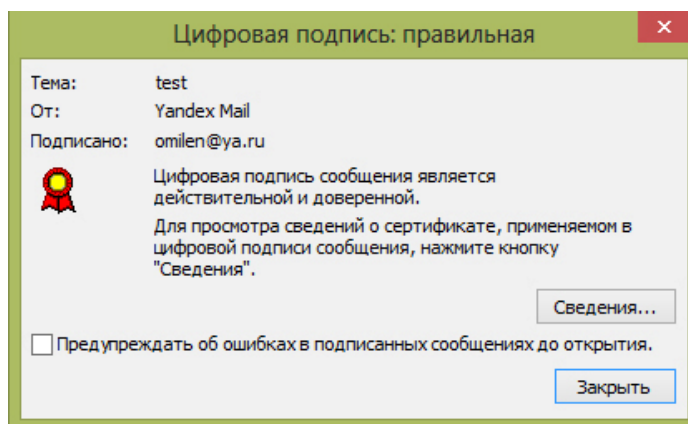 Цифровая подпись: правильная
Тема: test
От: Yandex Mail
Подписано: omilen@ya.ru
Цифровая подпись сообщения является
действительной и доверенной.
Для просмотра сведений о сертификате, применяемом в
цифровой подписи сообщения, нажмите кнопку
"Сведения".
Сведения...
Предупреждать об ошибках в подписанных сообщениях до открытия.
Закрыть